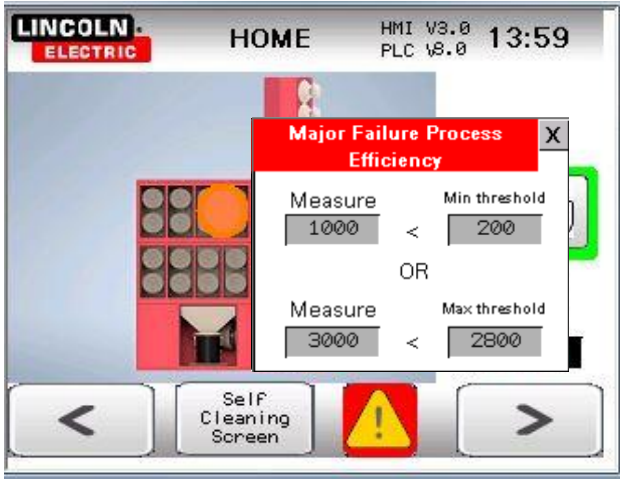 LINCOLN
ELECTRIC
HOME
HMI V3.0
PLC V8.0
13:59
Major Failure Process
Efficiency
X
Measure
Min threshold
1000 < 200
OR
Measure
Max threshold
3000 < 2800
<
Self
Cleaning
Screen
!
>